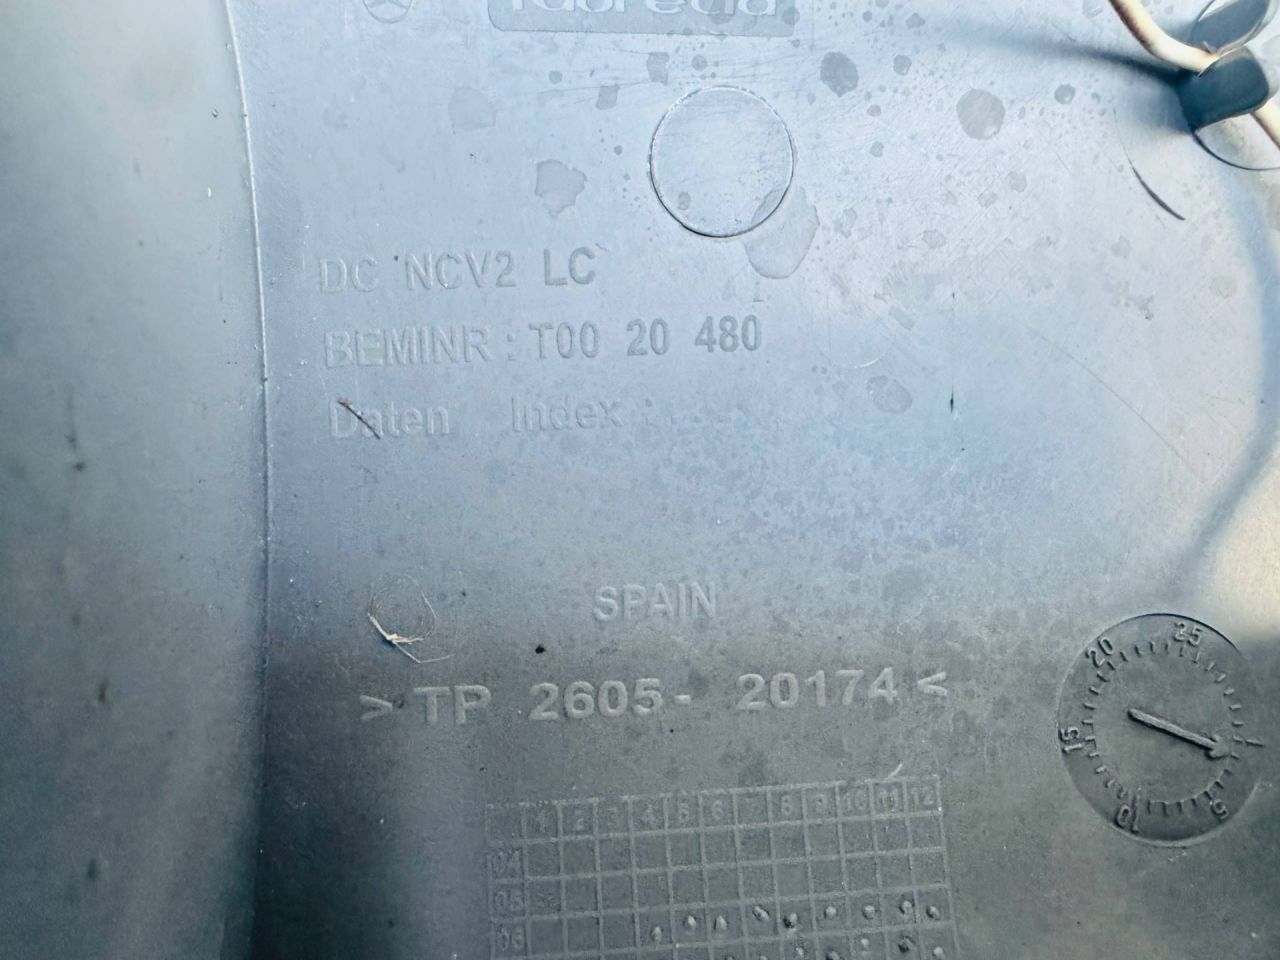 DC NCV2 LC
BEMINR : T00 20 480
Daten Index :
SPAIN
> TP 2605 - 20174 <
25
20
15
10
5
1 2 3 4 5 6 7 8 9 10 11 12
04
05
06